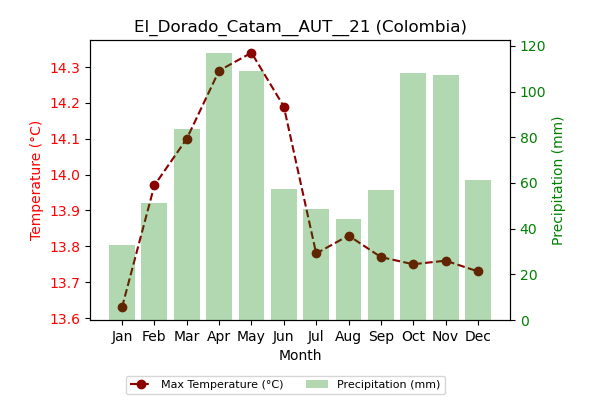 El_Dorado_Catam__AUT__21 (Colombia)
14.3
14.2
14.1
14.0
13.9
13.8
13.7
13.6
Temperature (°C)
120
100
80
60
40
20
0
Precipitation (mm)
Jan Feb Mar Apr May Jun Jul Aug Sep Oct Nov Dec
Month
Max Temperature (°C) Precipitation (mm)